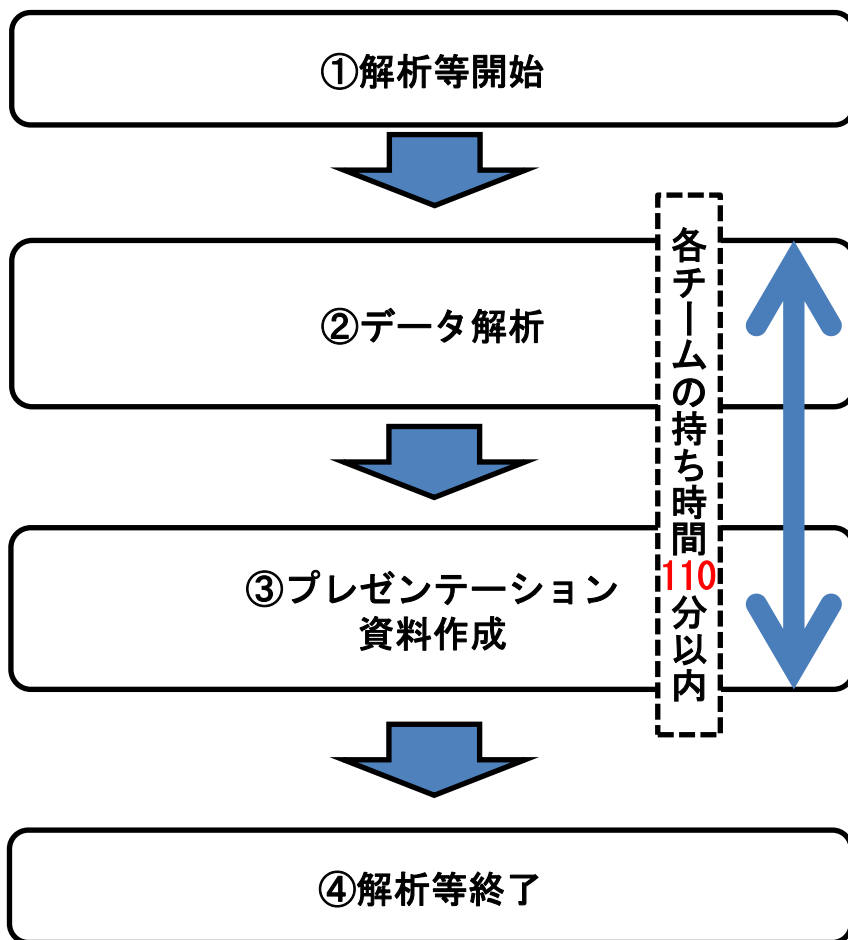 ①解析等開始
②データ解析
各チームの持ち時間110分以内
③プレゼンテーション
資料作成
④解析等終了